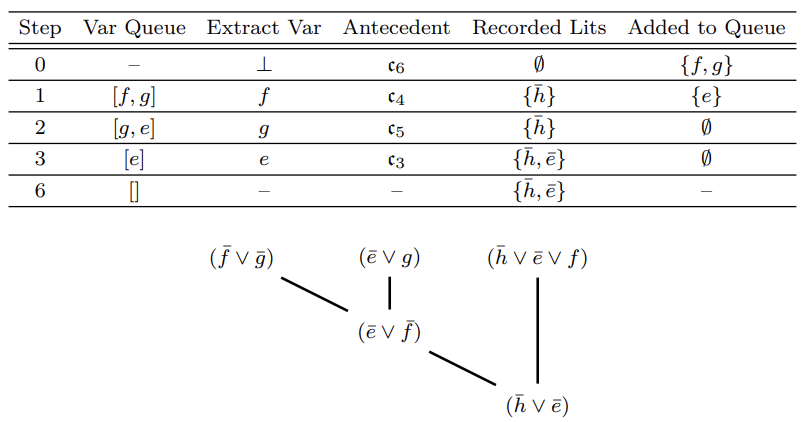 Step Var Queue Extract Var Antecedent Recorded Lits Added to Queue
0 – ⊥ 𝔠₆ ∅ {f, g}
1 [f, g] f 𝔠₄ {h̄} {e}
2 [g, e] g 𝔠₅ {h̄} ∅
3 [e] e 𝔠₃ {h̄, ē} ∅
6 [] – – {h̄, ē} –
(f̄ ∨ ḡ) (ē ∨ g) (h̄ ∨ ē ∨ f)
(ē ∨ f̄)
(h̄ ∨ ē)